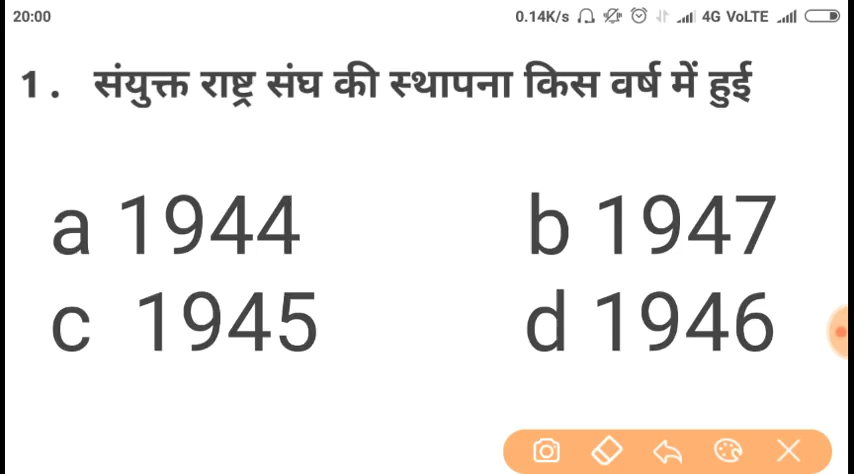 20:00 0.14K/s 4G VoLTE
1. संयुक्त राष्ट्र संघ की स्थापना किस वर्ष में हुई
a 1944 b 1947
c 1945 d 1946